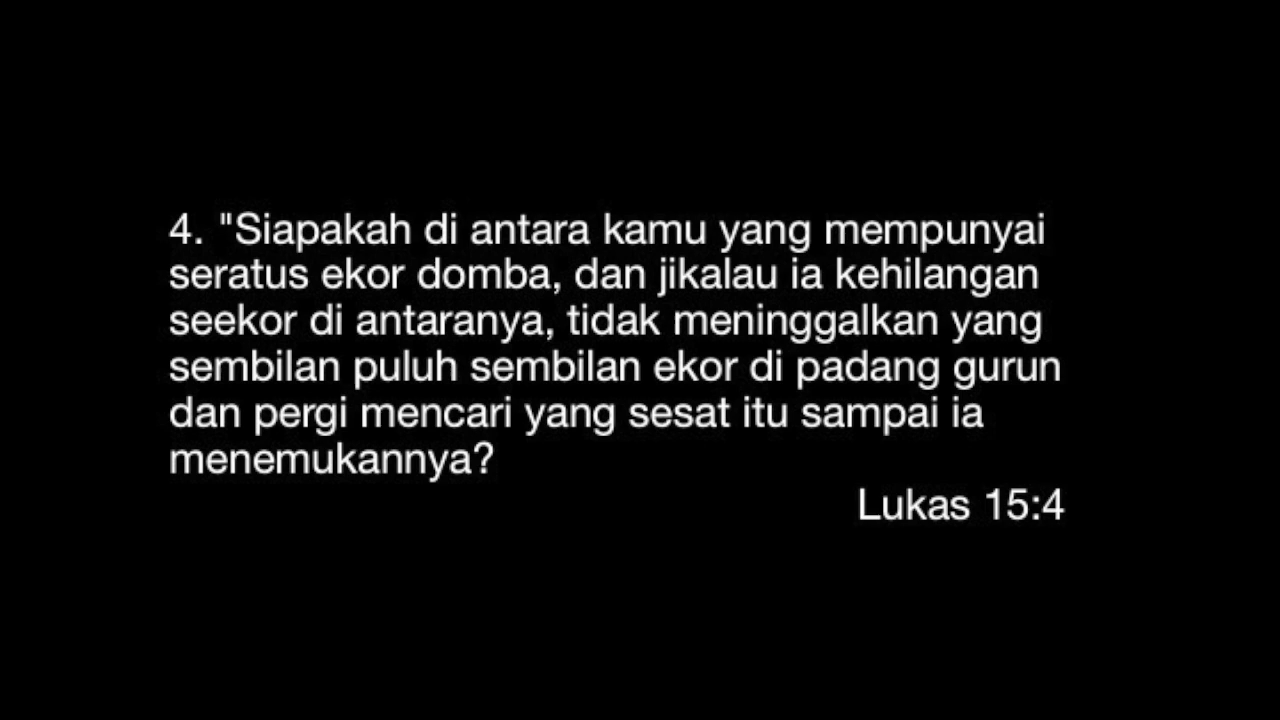 4. "Siapakah di antara kamu yang mempunyai
seratus ekor domba, dan jikalau ia kehilangan
seekor di antaranya, tidak meninggalkan yang
sembilan puluh sembilan ekor di padang gurun
dan pergi mencari yang sesat itu sampai ia
menemukannya?
Lukas 15:4